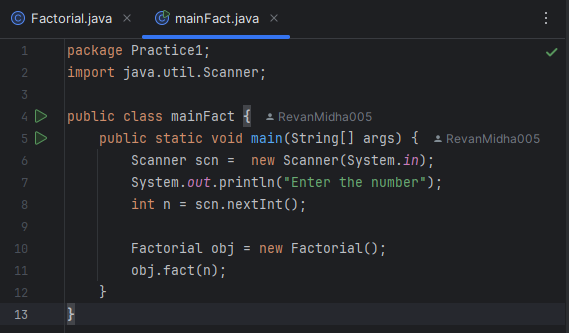 Factorial.java × mainFact.java ×
1 package Practice1;
2 import java.util.Scanner;
3
4 public class mainFact { RevanMidha005
5 public static void main(String[] args) { RevanMidha005
6 Scanner scn =  new Scanner(System.in);
7 System.out.println("Enter the number");
8 int n = scn.nextInt();
9
10 Factorial obj = new Factorial();
11 obj.fact(n);
12 }
13 }